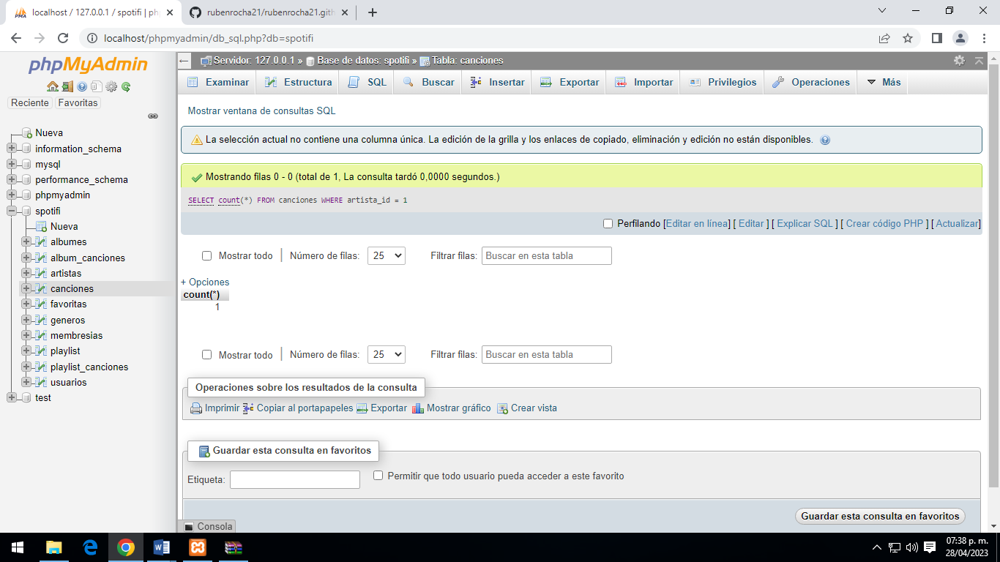 localhost / 127.0.0.1 / spotifi | ph
rubenrocha21/rubenrocha21.gith
localhost/phpmyadmin/db_sql.php?db=spotifi
phpMyAdmin
Reciente Favoritas
Nueva
information_schema
mysql
performance_schema
phpmyadmin
spotifi
Nueva
albumes
album_canciones
artistas
canciones
favoritas
generos
membresias
playlist
playlist_canciones
usuarios
test
Servidor: 127.0.0.1 » Base de datos: spotifi » Tabla: canciones
Examinar Estructura SQL Buscar Insertar Exportar Importar Privilegios Operaciones Más
Mostrar ventana de consultas SQL
La selección actual no contiene una columna única. La edición de la grilla y los enlaces de copiado, eliminación y edición no están disponibles.
Mostrando filas 0 - 0 (total de 1, La consulta tardó 0,0000 segundos.)
SELECT count(*) FROM canciones WHERE artista_id = 1
Perfilando [Editar en línea] [ Editar ] [ Explicar SQL ] [ Crear código PHP ] [ Actualizar]
Mostrar todo | Número de filas: 25 Filtrar filas: Buscar en esta tabla
+ Opciones
count(*)
1
Mostrar todo | Número de filas: 25 Filtrar filas: Buscar en esta tabla
Operaciones sobre los resultados de la consulta
Imprimir Copiar al portapapeles Exportar Mostrar gráfico Crear vista
Guardar esta consulta en favoritos
Etiqueta: Permitir que todo usuario pueda acceder a este favorito
Guardar esta consulta en favoritos
Consola
07:38 p. m.
28/04/2023